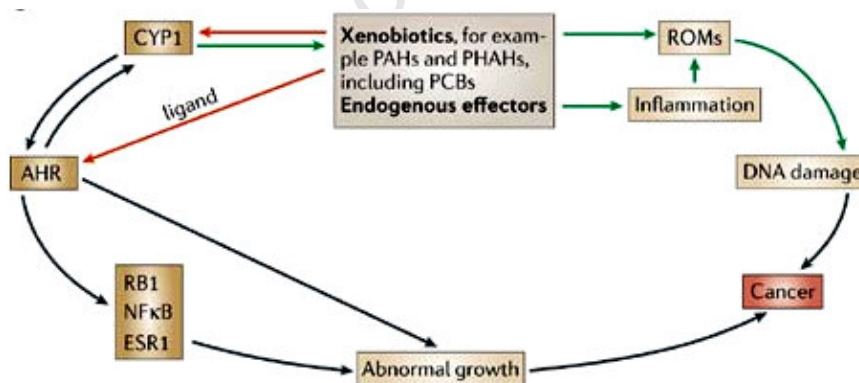 CYP1
Xenobiotics, for exam-
ple PAHs and PHAHs,
including PCBs
Endogenous effectors
ROMs
Inflammation
ligand
AHR
DNA damage
RB1
NFκB
ESR1
Cancer
Abnormal growth